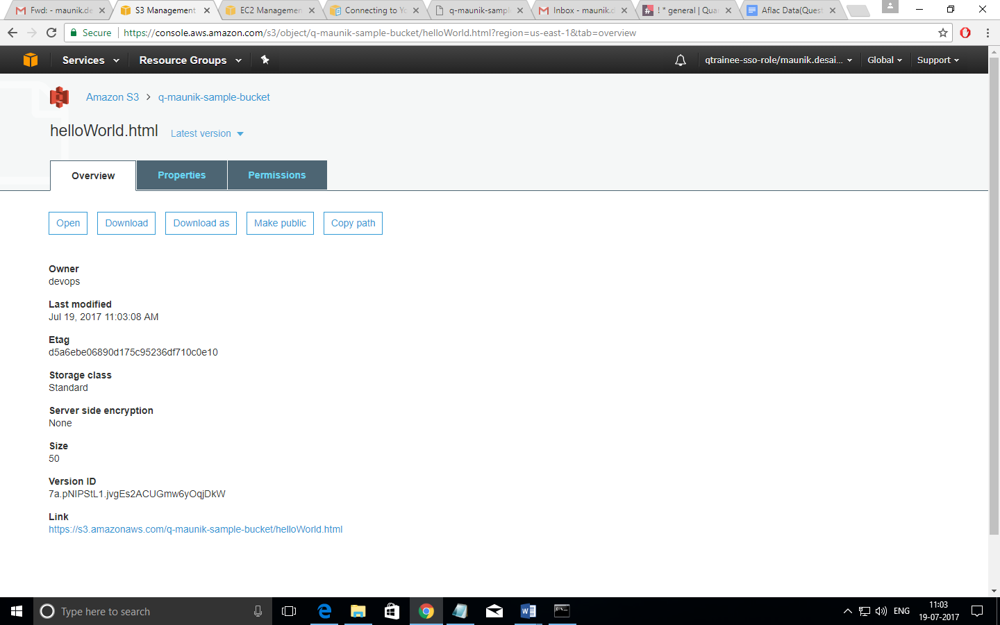 Fwd: - maunik.de
S3 Management
EC2 Managemen
Connecting to Yo
q-maunik-sampl
Inbox - maunik.d
! * general | Qua
Aflac Data(Quest
Secure
https://console.aws.amazon.com/s3/object/q-maunik-sample-bucket/helloWorld.html?region=us-east-1&tab=overview
Services
Resource Groups
qtrainee-sso-role/maunik.desai...
Global
Support
Amazon S3 > q-maunik-sample-bucket
helloWorld.html
Latest version
Overview
Properties
Permissions
Open
Download
Download as
Make public
Copy path
Owner
devops
Last modified
Jul 19, 2017 11:03:08 AM
Etag
d5a6ebe06890d175c95236df710c0e10
Storage class
Standard
Server side encryption
None
Size
50
Version ID
7a.pNIPStL1.jvgEs2ACUGmw6yOqjDkW
Link
https://s3.amazonaws.com/q-maunik-sample-bucket/helloWorld.html
Type here to search
ENG
11:03
19-07-2017